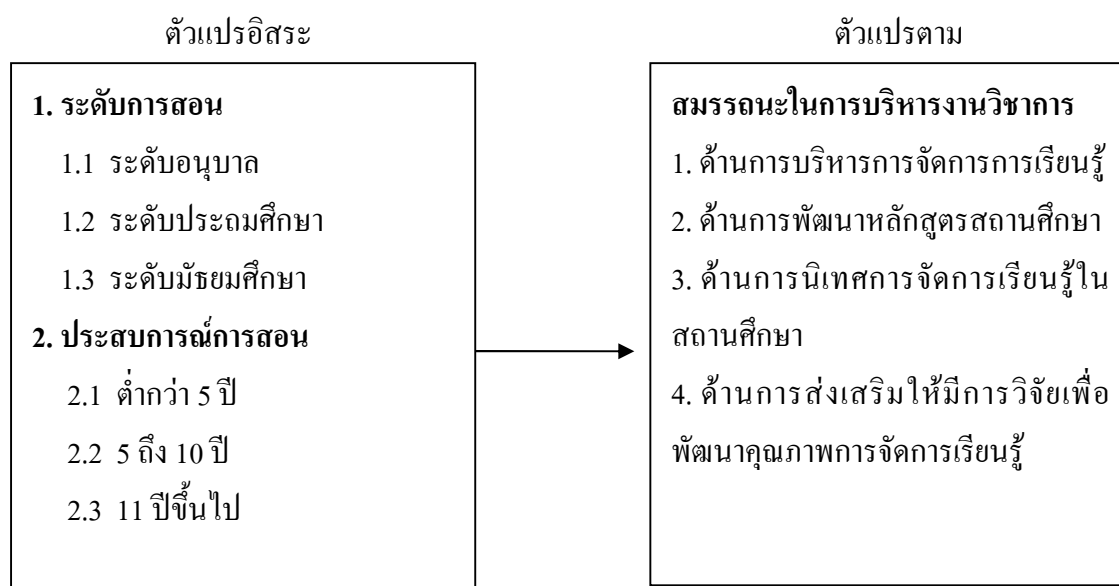 ตัวแปรอิสระ
1. ระดับการสอน
1.1 ระดับอนุบาล
1.2 ระดับประถมศึกษา
1.3 ระดับมัธยมศึกษา
2. ประสบการณ์การสอน
2.1 ต่ำกว่า 5 ปี
2.2 5 ถึง 10 ปี
2.3 11 ปีขึ้นไป
ตัวแปรตาม
สมรรถนะในการบริหารงานวิชาการ
1. ด้านการบริหารการจัดการการเรียนรู้
2. ด้านการพัฒนาหลักสูตรสถานศึกษา
3. ด้านการนิเทศการจัดการเรียนรู้ใน
สถานศึกษา
4. ด้านการส่งเสริมให้มีการวิจัยเพื่อ
พัฒนาคุณภาพการจัดการเรียนรู้